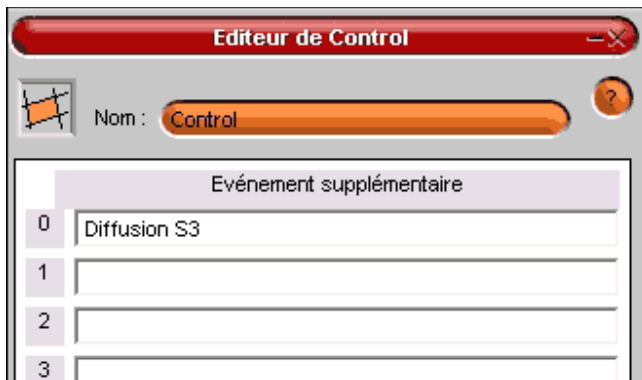 Editeur de Control
Nom : Control
?
Evénement supplémentaire
0 Diffusion S3
1
2
3